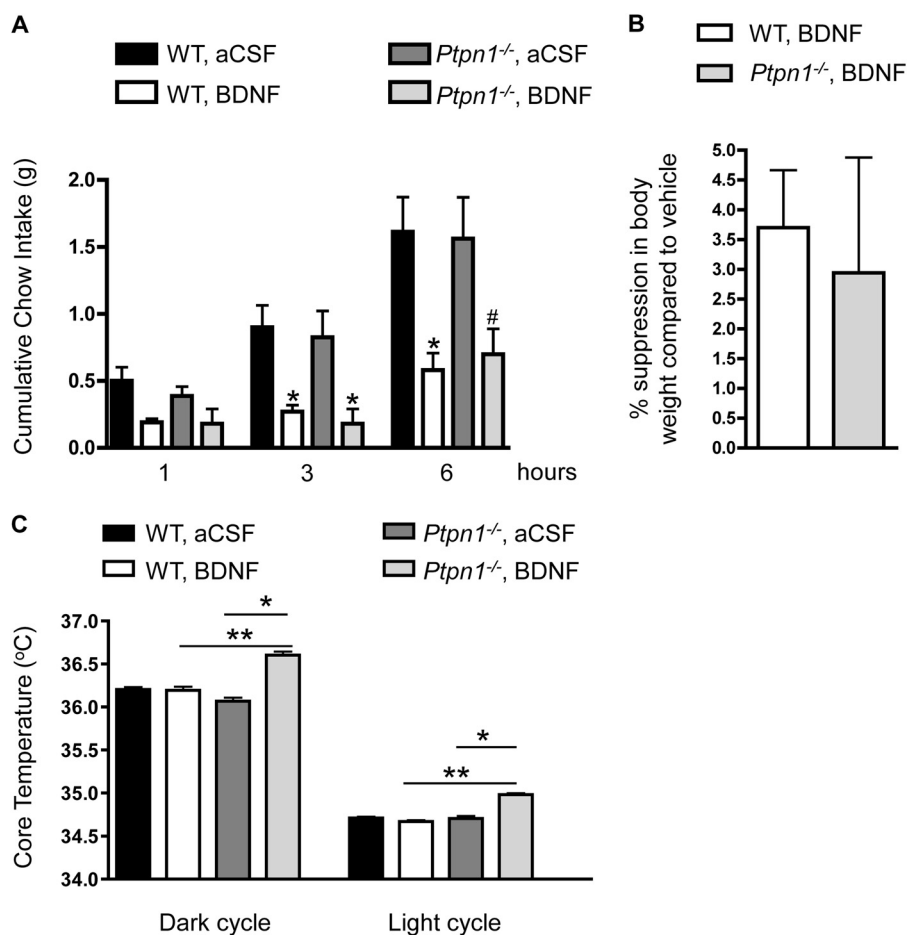 A
WT, aCSF
Ptpn1-/-, aCSF
WT, BDNF
Ptpn1-/-, BDNF
Cumulative Chow Intake (g)
2.0
1.5
1.0
0.5
0.0
*
*
*
#
1
3
6
hours
B
WT, BDNF
Ptpn1-/-, BDNF
% suppression in body
weight compared to vehicle
5.0
4.5
4.0
3.5
3.0
2.5
2.0
1.5
1.0
0.5
0.0
C
WT, aCSF
Ptpn1-/-, aCSF
WT, BDNF
Ptpn1-/-, BDNF
Core Temperature (ºC)
37.0
36.5
36.0
35.5
35.0
34.5
34.0
*
**
*
**
Dark cycle
Light cycle